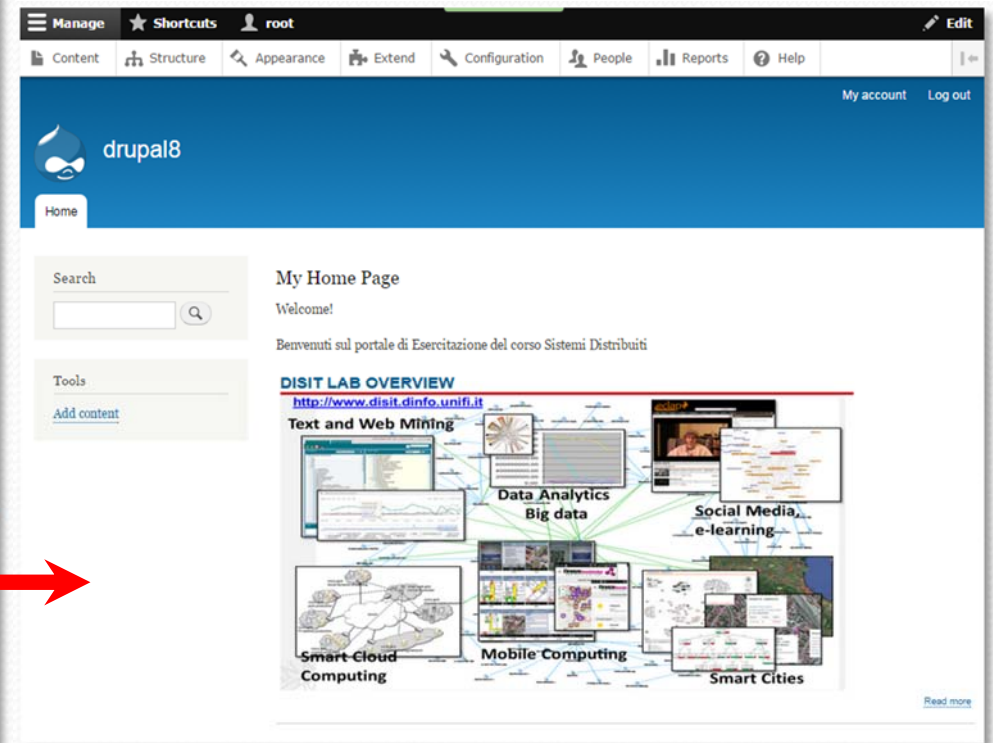 Manage Shortcuts root Edit
Content Structure Appearance Extend Configuration People Reports Help
My account Log out
drupal8
Home
Search
Tools
Add content
My Home Page
Welcome!
Benvenuti sul portale di Esercitazione del corso Sistemi Distribuiti
DISIT LAB OVERVIEW
http://www.disit.dinfo.unifi.it
Text and Web Mining
Data Analytics
Big data
Social Media,
e-learning
Smart Cloud
Computing
Mobile Computing
Smart Cities
Read more